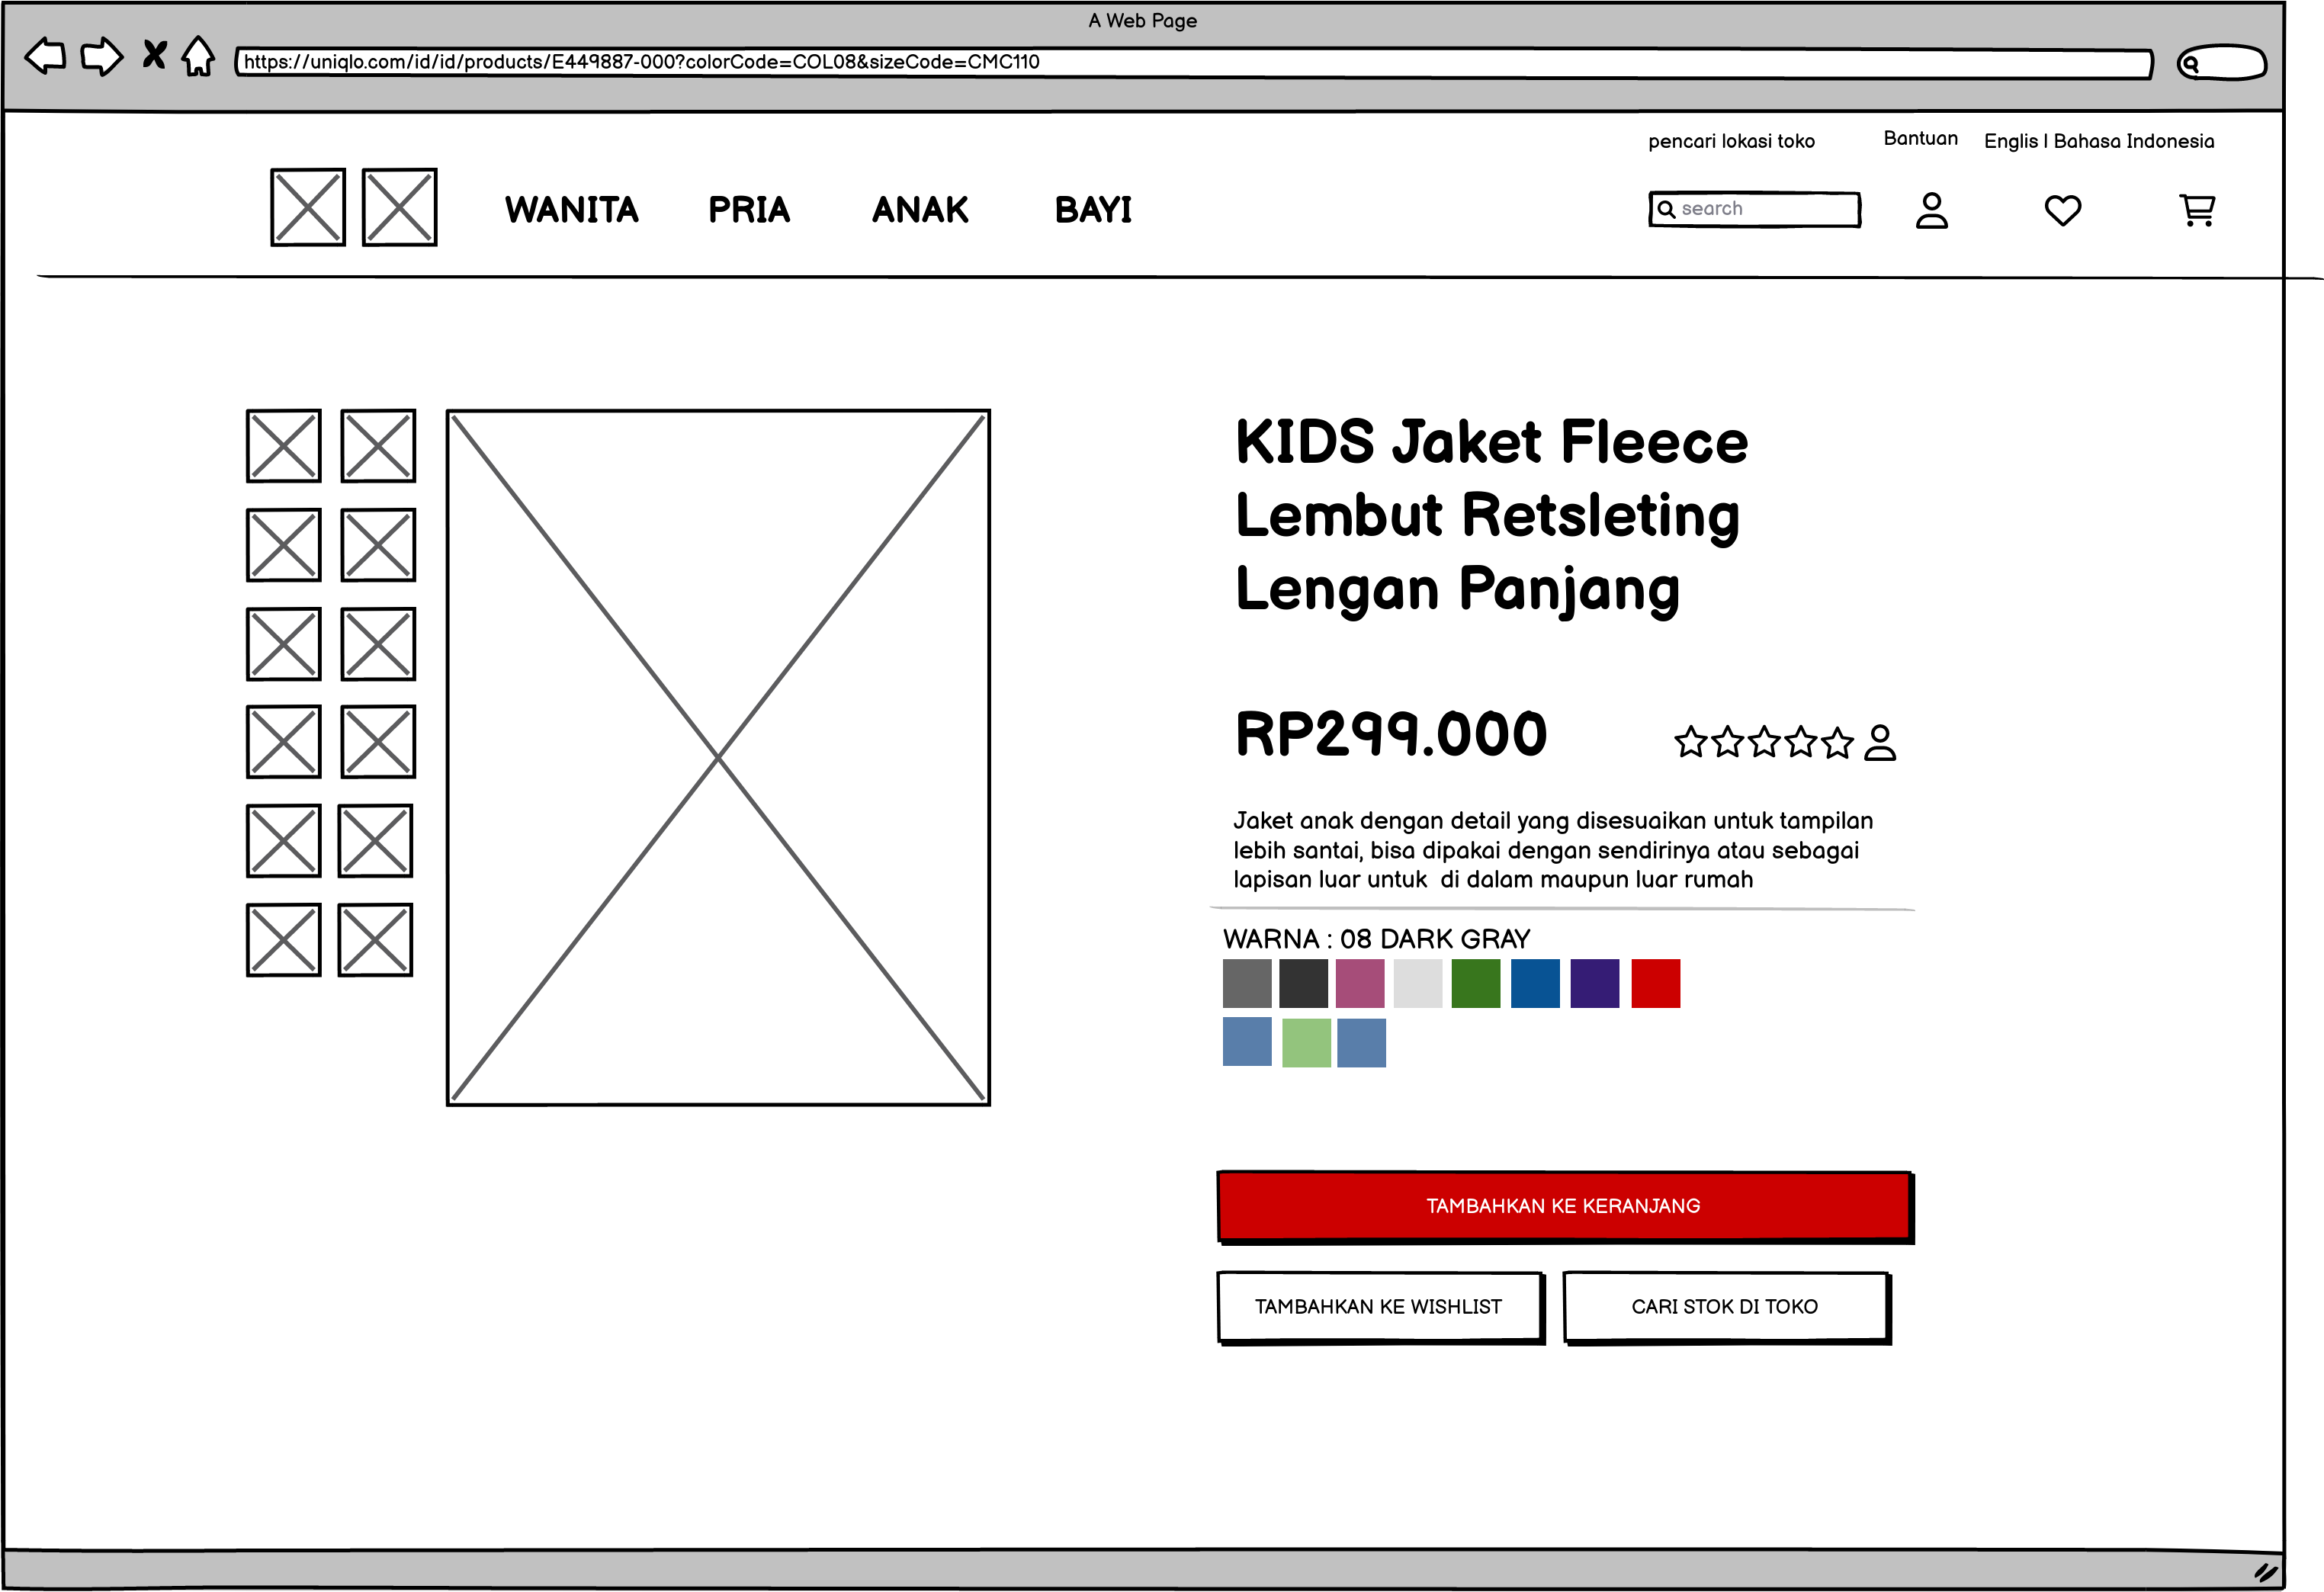 A Web Page
https://uniqlo.com/id/id/products/E449887-000?colorCode=COL08&sizeCode=CMC110
pencari lokasi toko Bantuan Englis | Bahasa Indonesia
WANITA PRIA ANAK BAYI search
KIDS Jaket Fleece
Lembut Retsleting
Lengan Panjang
RP299.000
Jaket anak dengan detail yang disesuaikan untuk tampilan
lebih santai, bisa dipakai dengan sendirinya atau sebagai
lapisan luar untuk  di dalam maupun luar rumah
WARNA : 08 DARK GRAY
TAMBAHKAN KE KERANJANG
TAMBAHKAN KE WISHLIST CARI STOK DI TOKO